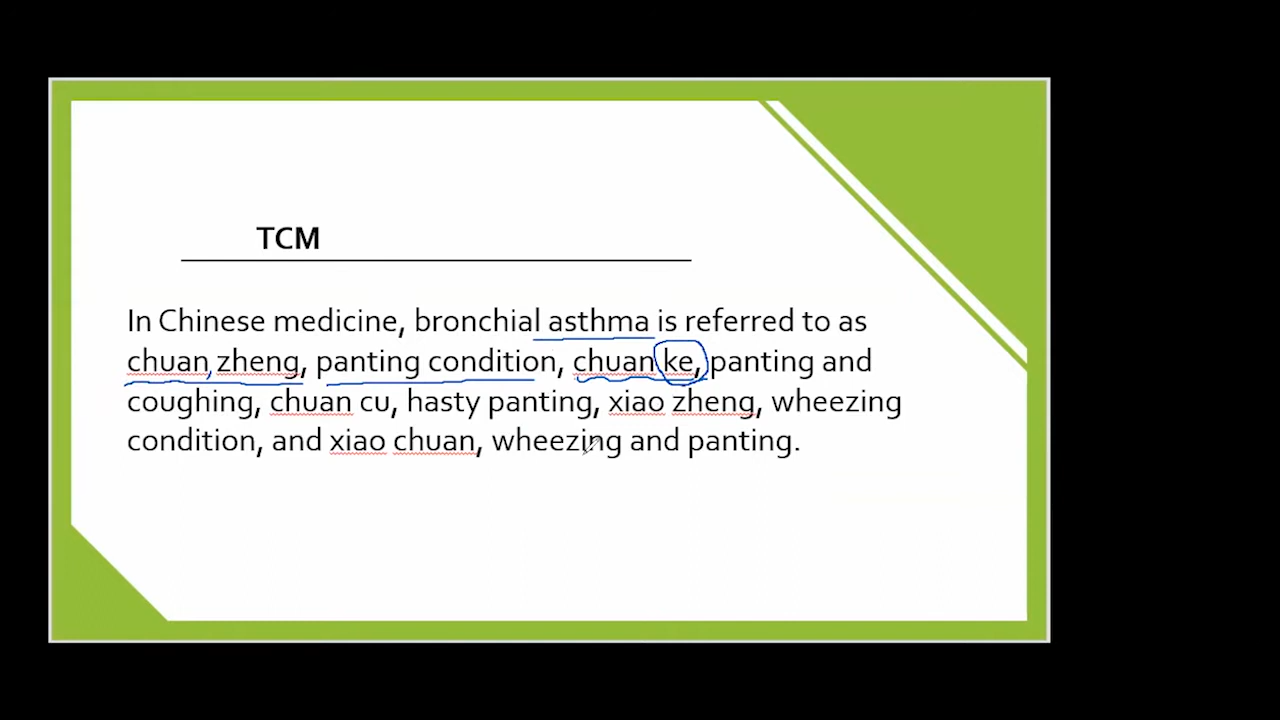 TCM
In Chinese medicine, bronchial asthma is referred to as
chuan zheng, panting condition, chuan ke, panting and
coughing, chuan cu, hasty panting, xiao zheng, wheezing
condition, and xiao chuan, wheezing and panting.